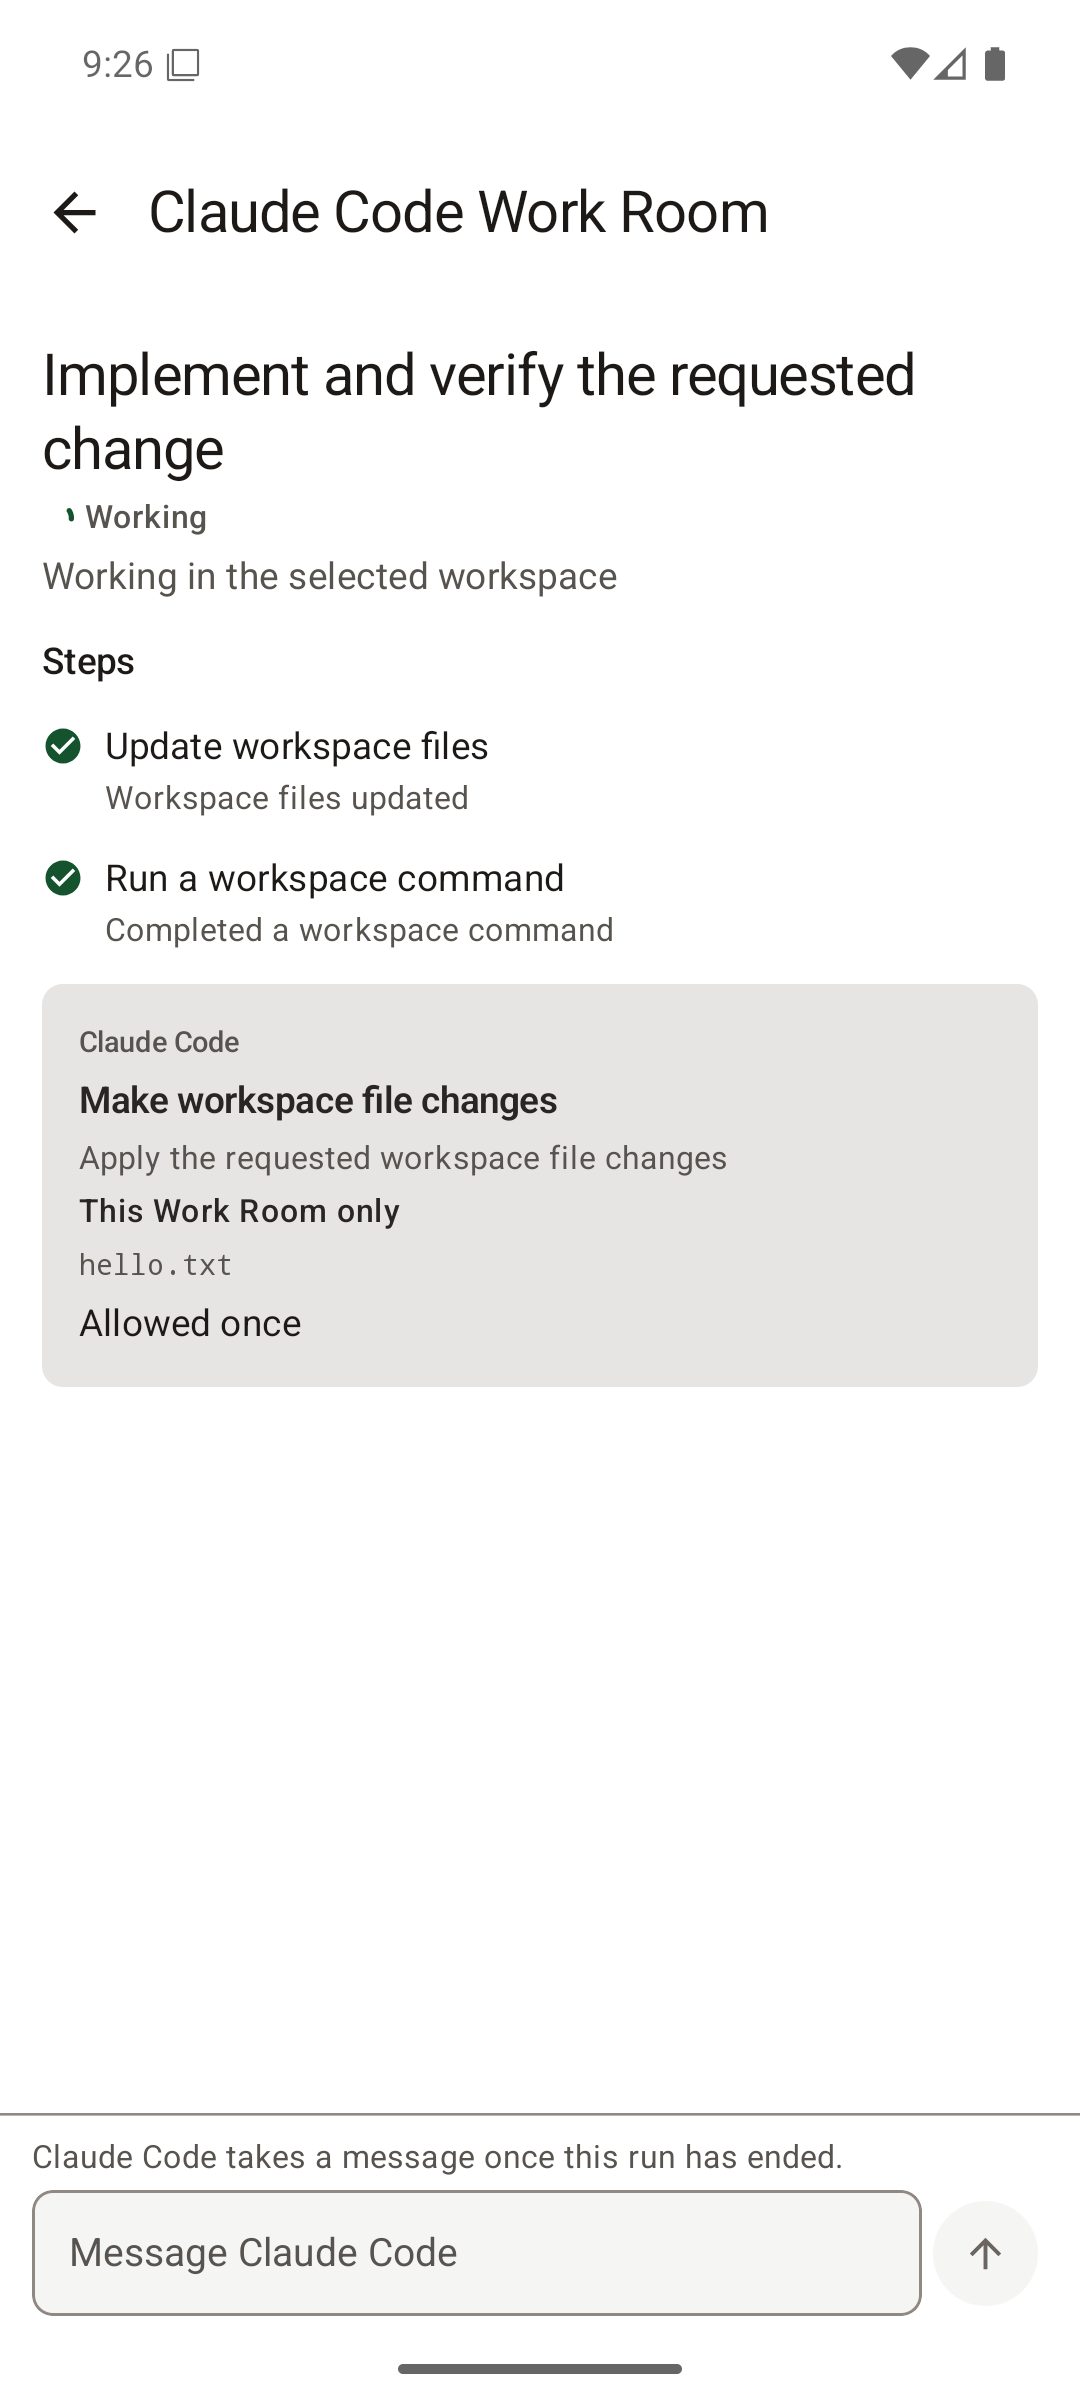 9:26
Claude Code Work Room
Implement and verify the requested
change
Working
Working in the selected workspace
Steps
Update workspace files
Workspace files updated
Run a workspace command
Completed a workspace command
Claude Code
Make workspace file changes
Apply the requested workspace file changes
This Work Room only
hello.txt
Allowed once
Claude Code takes a message once this run has ended.
Message Claude Code